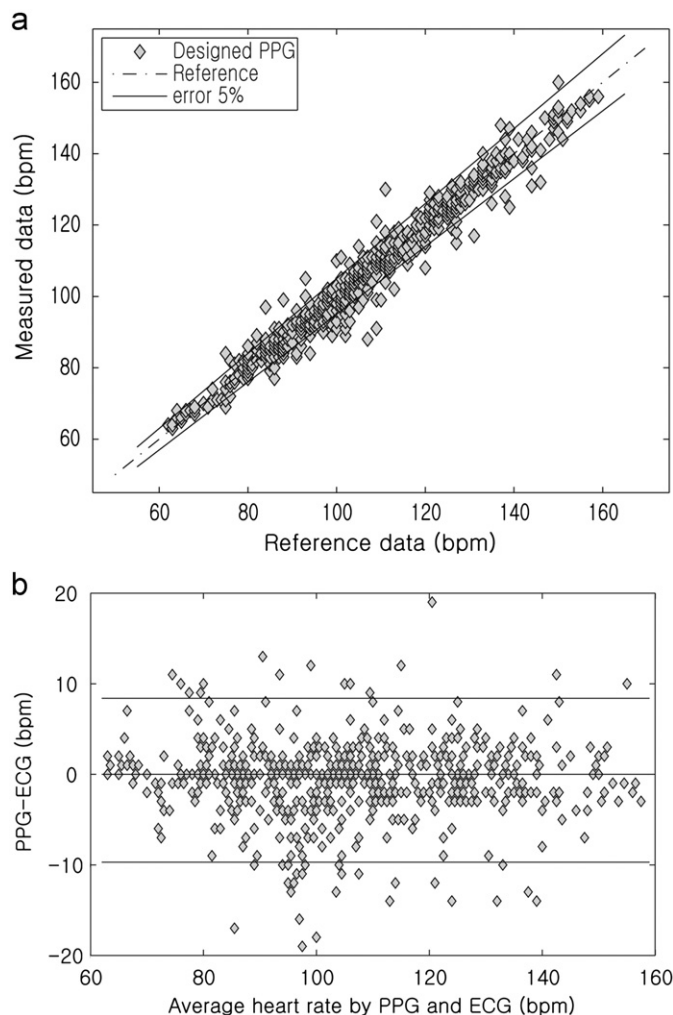 a
Designed PPG
Reference
error 5%
160
140
120
100
80
60
Measured data (bpm)
60 80 100 120 140 160
Reference data (bpm)
b
20
10
0
-10
-20
PPG-ECG (bpm)
60 80 100 120 140 160
Average heart rate by PPG and ECG (bpm)